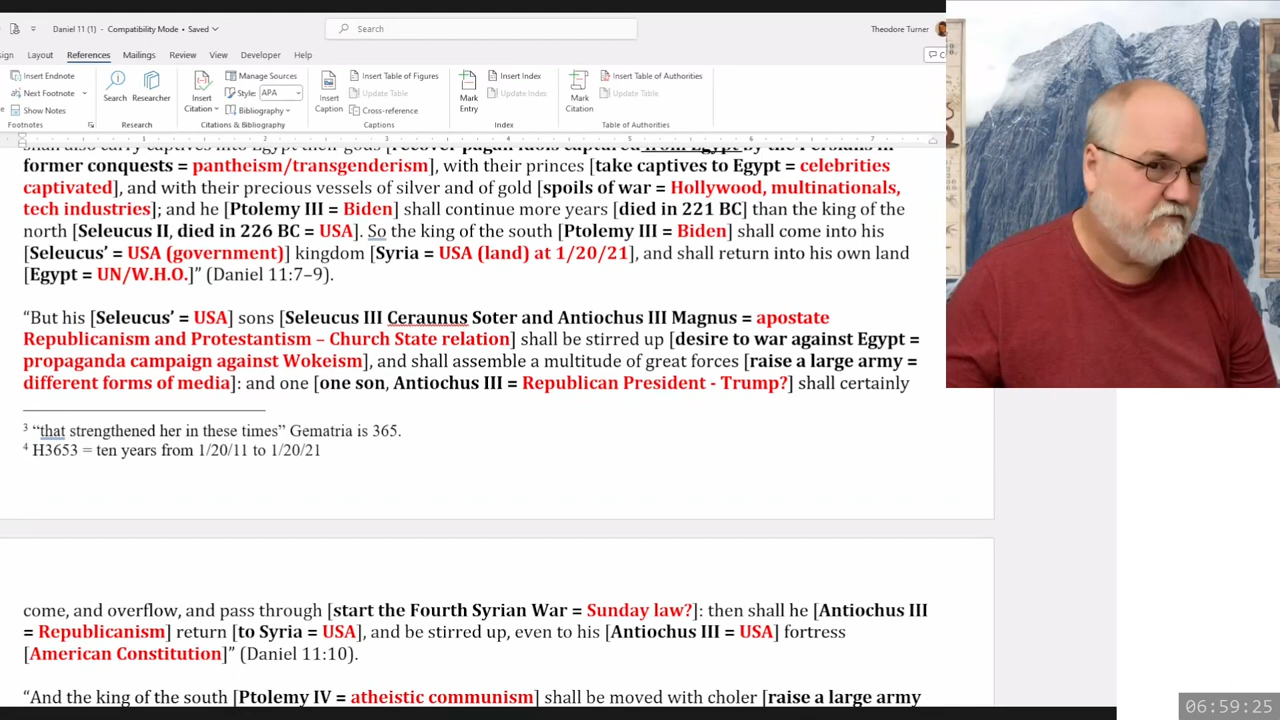 Daniel 11 (1) - Compatibility Mode • Saved
Search
Theodore Turner
Layout References Mailings Review View Developer Help
Insert Endnote
Next Footnote
Show Notes
Footnotes
Search
Researcher
Research
Insert Citation
Manage Sources
Style: APA
Bibliography
Citations & Bibliography
Insert Caption
Insert Table of Figures
Update Table
Cross-reference
Captions
Mark Entry
Insert Index
Update Index
Index
Mark Citation
Insert Table of Authorities
Update Table
Table of Authorities
former conquests = pantheism/transgenderism], with their princes [take captives to Egypt = celebrities
captivated], and with their precious vessels of silver and of gold [spoils of war = Hollywood, multinationals,
tech industries]; and he [Ptolemy III = Biden] shall continue more years [died in 221 BC] than the king of the
north [Seleucus II, died in 226 BC = USA]. So the king of the south [Ptolemy III = Biden] shall come into his
[Seleucus’ = USA (government)] kingdom [Syria = USA (land) at 1/20/21], and shall return into his own land
[Egypt = UN/W.H.O.]” (Daniel 11:7–9).
“But his [Seleucus’ = USA] sons [Seleucus III Ceraunus Soter and Antiochus III Magnus = apostate
Republicanism and Protestantism – Church State relation] shall be stirred up [desire to war against Egypt =
propaganda campaign against Wokeism], and shall assemble a multitude of great forces [raise a large army =
different forms of media]: and one [one son, Antiochus III = Republican President - Trump?] shall certainly
3 “that strengthened her in these times” Gematria is 365.
4 H3653 = ten years from 1/20/11 to 1/20/21
come, and overflow, and pass through [start the Fourth Syrian War = Sunday law?]: then shall he [Antiochus III
= Republicanism] return [to Syria = USA], and be stirred up, even to his [Antiochus III = USA] fortress
[American Constitution]” (Daniel 11:10).
“And the king of the south [Ptolemy IV = atheistic communism] shall be moved with choler [raise a large army
06:59:25